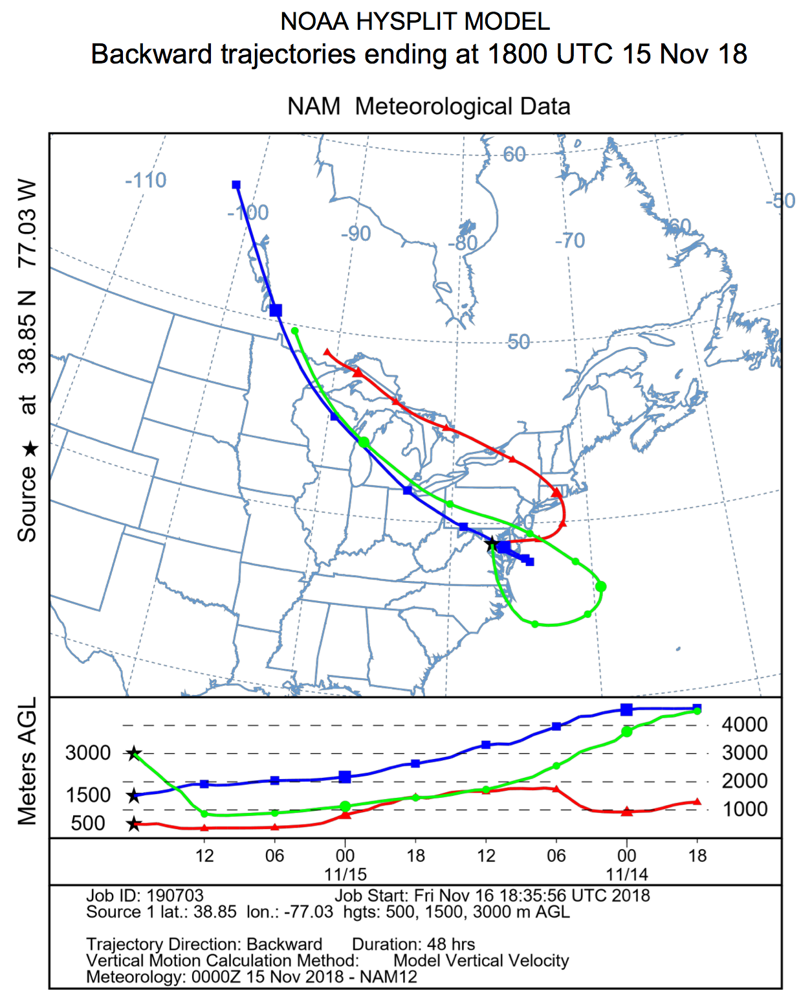 NOAA HYSPLIT MODEL
Backward trajectories ending at 1800 UTC 15 Nov 18
NAM  Meteorological Data
Source ★ at 38.85 N 77.03 W
60
-110
-50
-100
-90
-80
-70
-60
50
40
Meters AGL
4000
3000
3000
2000
1500
1000
500
12 06 00 18 12 06 00 18
11/15 11/14
Job ID: 190703 Job Start: Fri Nov 16 18:35:56 UTC 2018
Source 1 lat.: 38.85 lon.: -77.03 hgts: 500, 1500, 3000 m AGL
Trajectory Direction: Backward Duration: 48 hrs
Vertical Motion Calculation Method: Model Vertical Velocity
Meteorology: 0000Z 15 Nov 2018 - NAM12